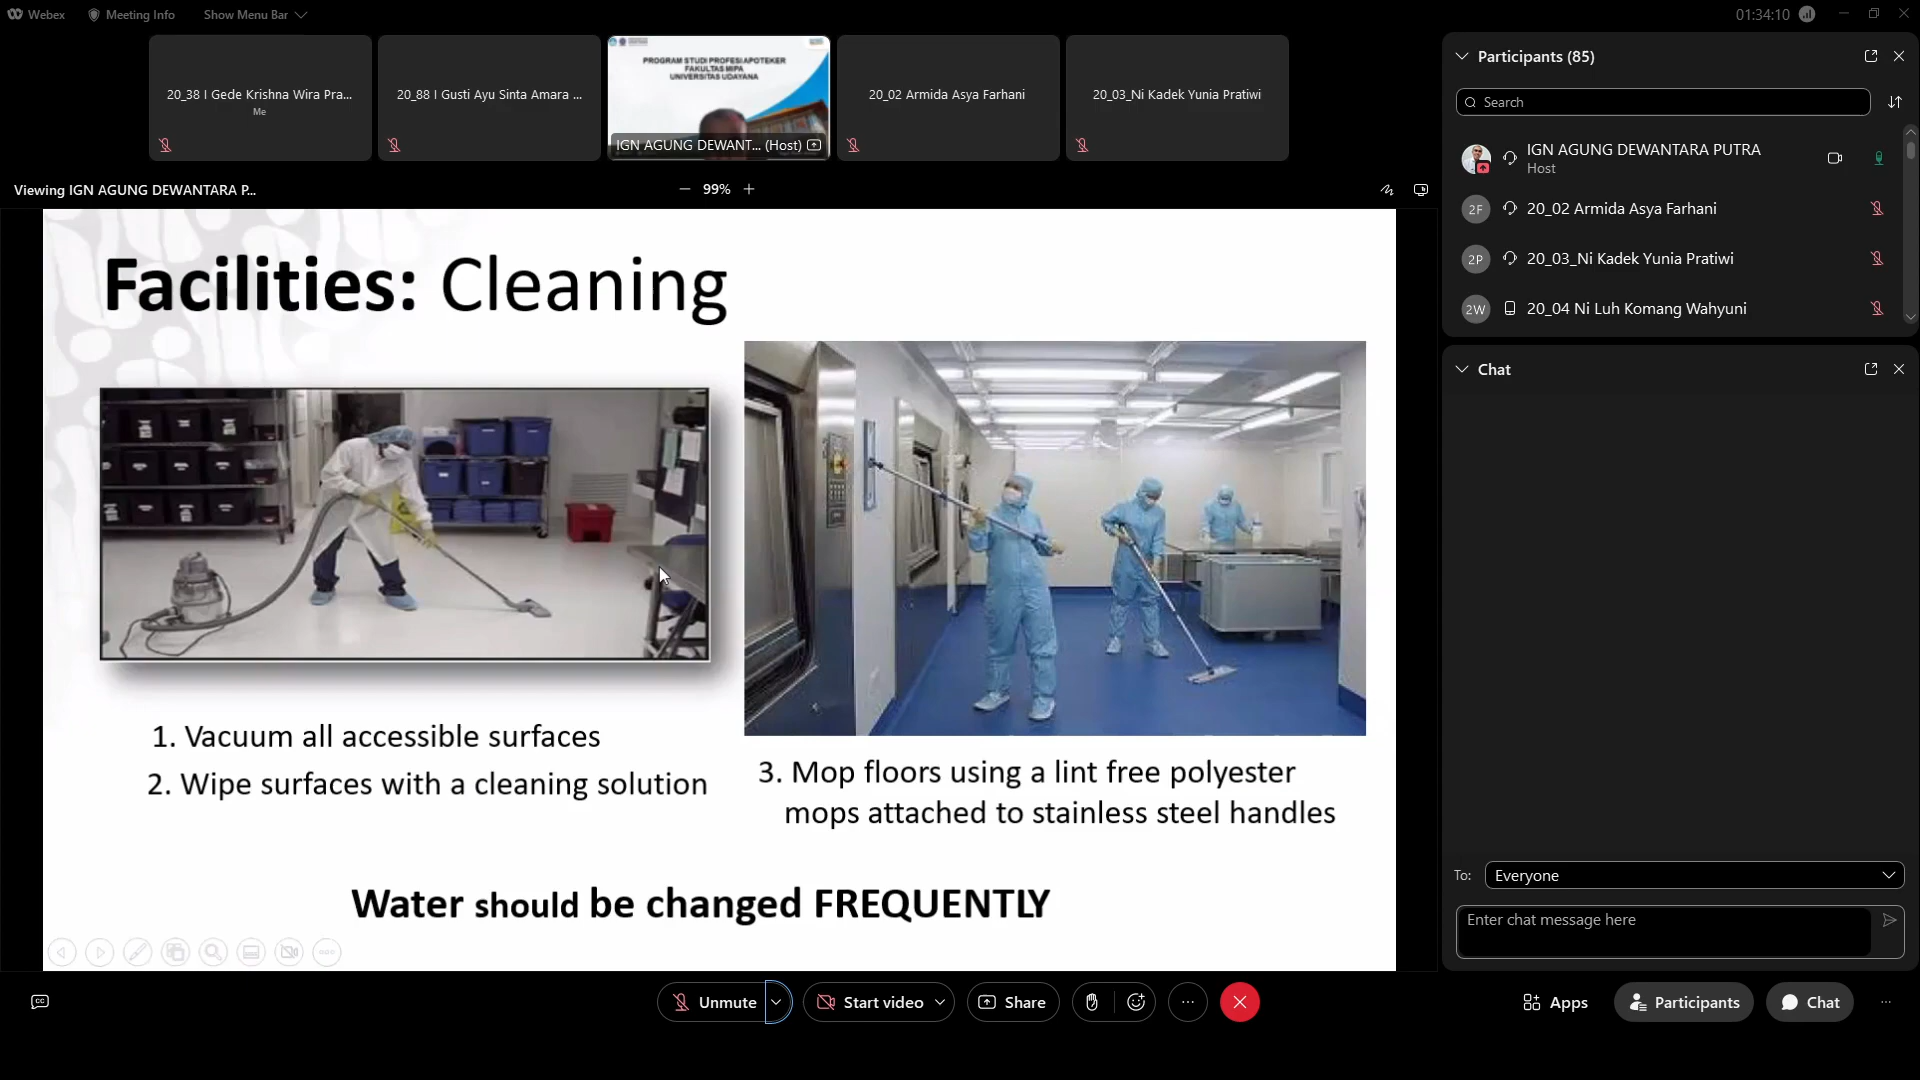 Webex
Meeting Info
Show Menu Bar
01:34:10
20_38 I Gede Krishna Wira Pra...
Me
20_88 I Gusti Ayu Sinta Amara ...
PROGRAM STUDI PROFESI APOTEKER
FAKULTAS MIPA
UNIVERSITAS UDAYANA
IGN AGUNG DEWANT... (Host)
20_02 Armida Asya Farhani
20_03_Ni Kadek Yunia Pratiwi
Viewing IGN AGUNG DEWANTARA P...
99%
Facilities: Cleaning
1. Vacuum all accessible surfaces
2. Wipe surfaces with a cleaning solution
3. Mop floors using a lint free polyester
mops attached to stainless steel handles
Water should be changed FREQUENTLY
Participants (85)
Search
IGN AGUNG DEWANTARA PUTRA
Host
2F
20_02 Armida Asya Farhani
2P
20_03_Ni Kadek Yunia Pratiwi
2W
20_04 Ni Luh Komang Wahyuni
Chat
To:
Everyone
Enter chat message here
CC
Unmute
Start video
Share
Apps
Participants
Chat